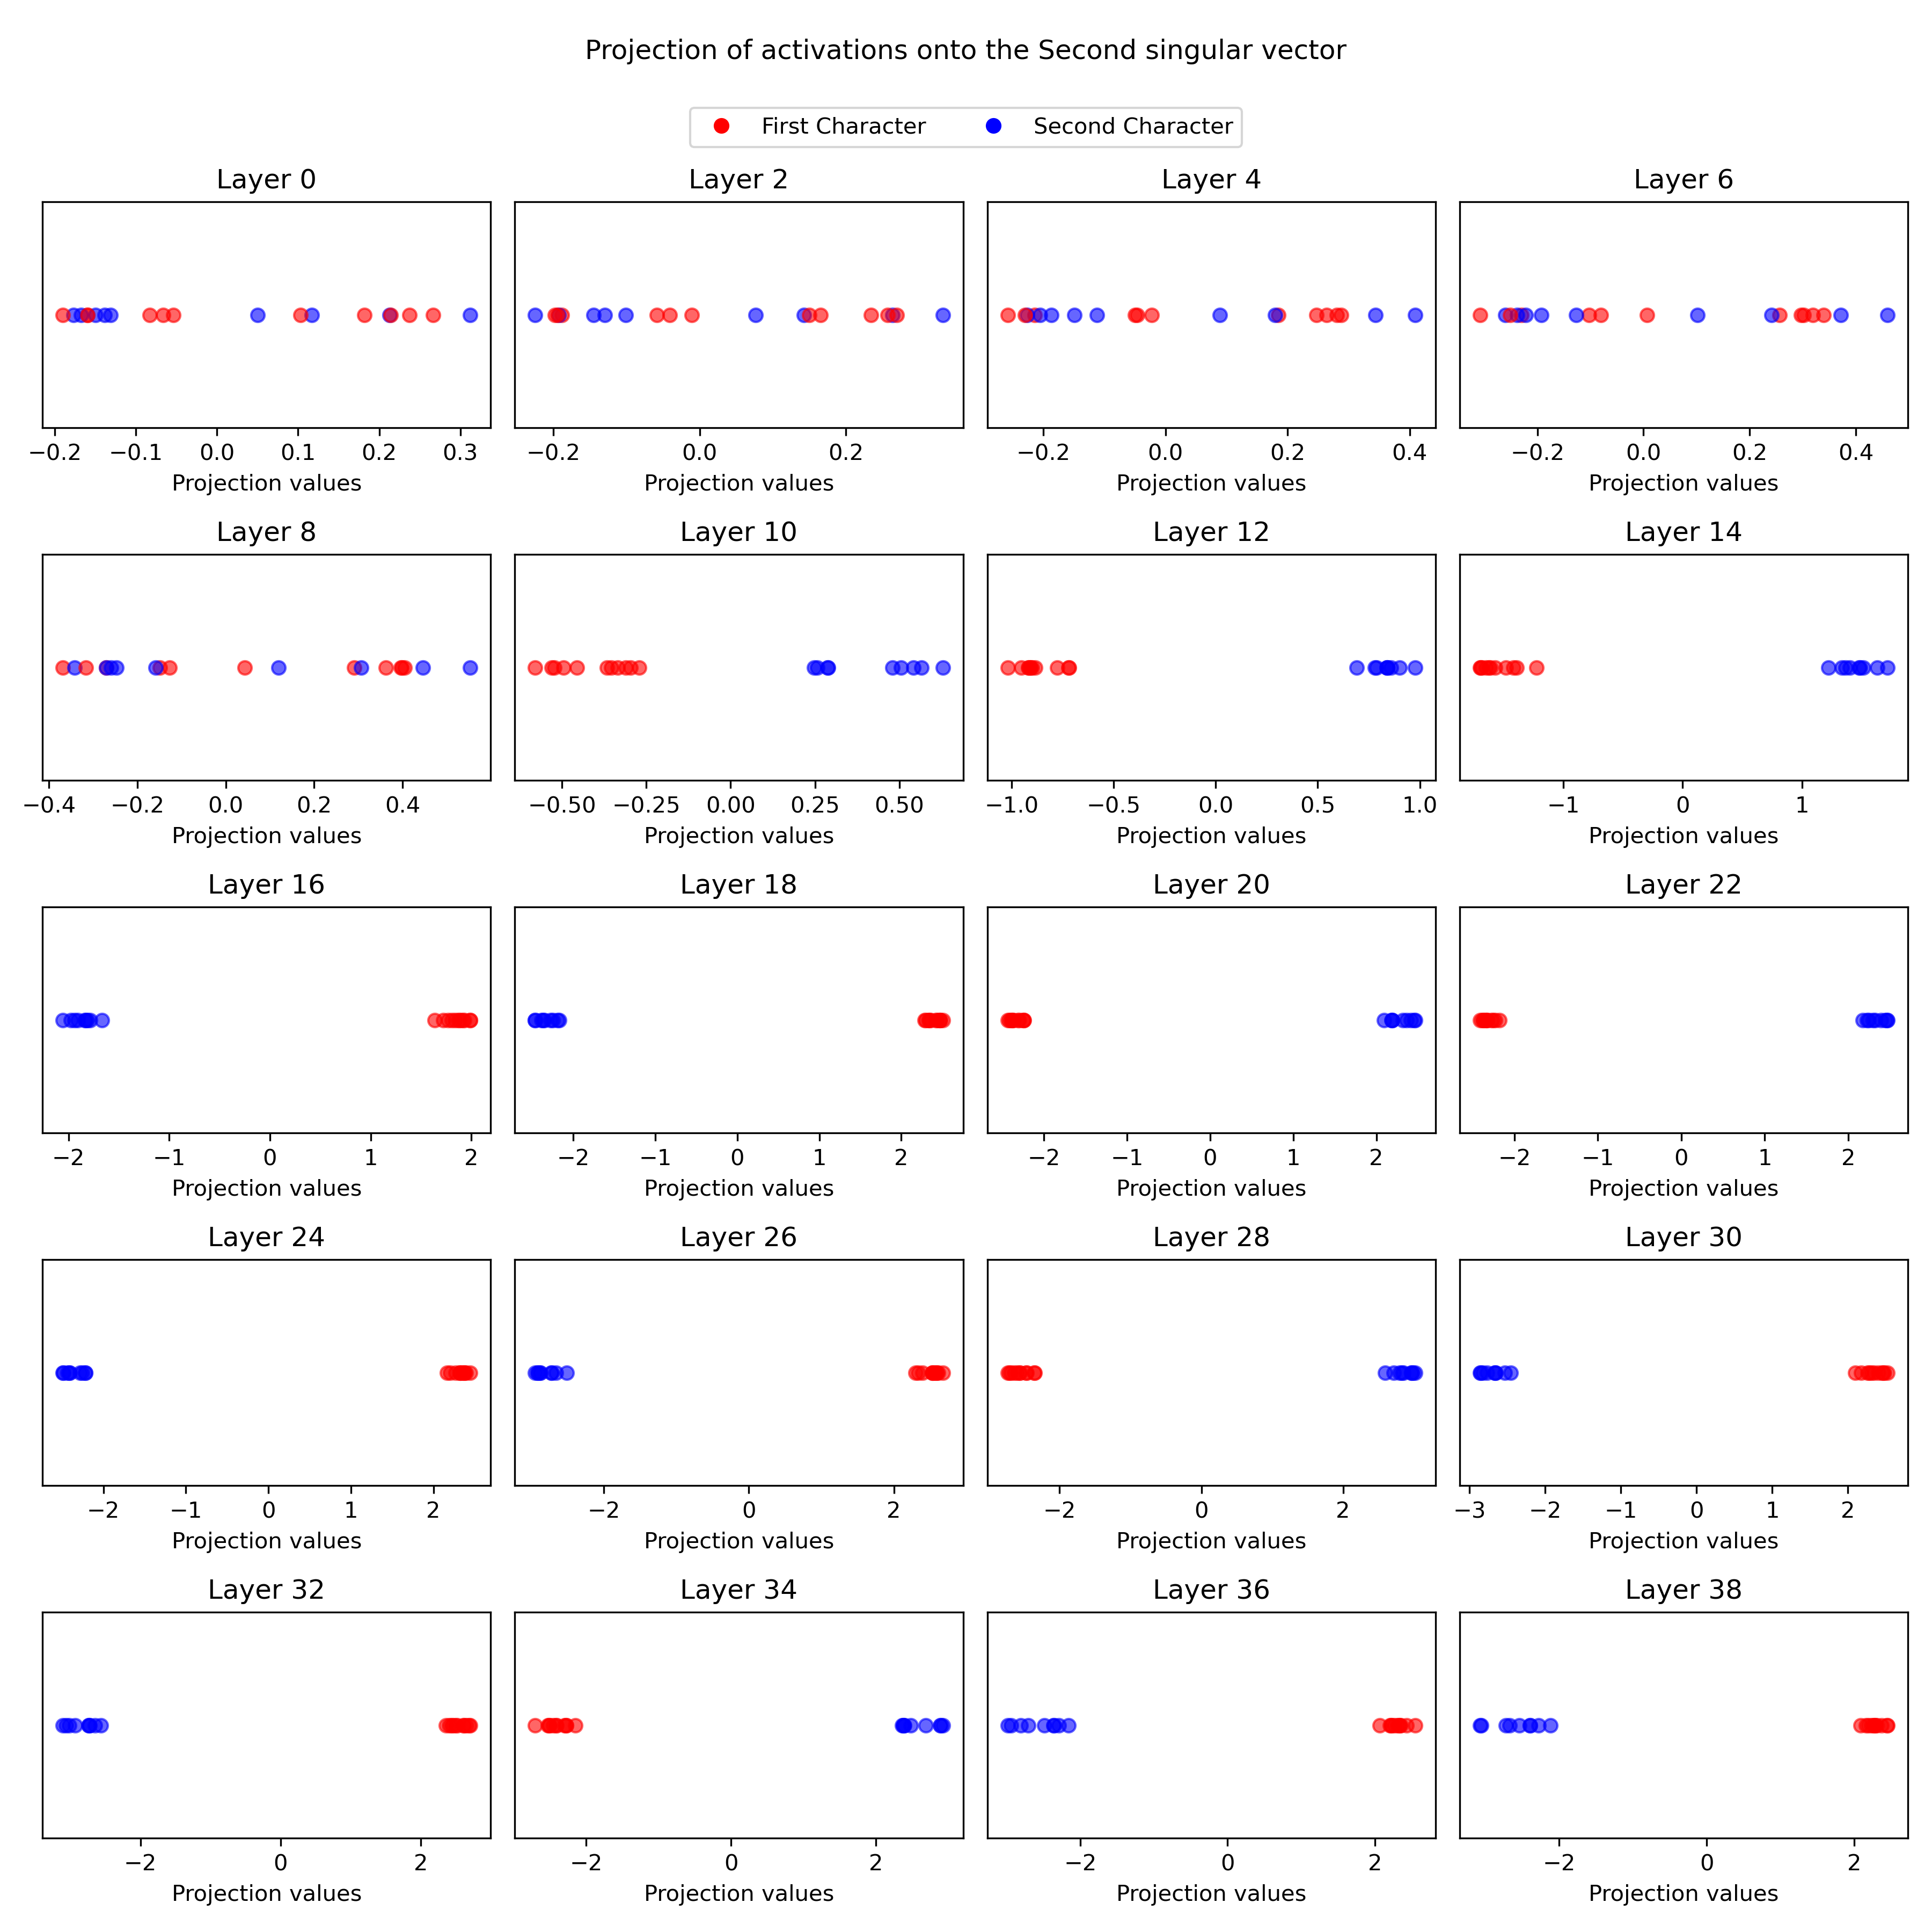 Projection of activations onto the Second singular vector
First Character Second Character
Layer 0 Layer 2 Layer 4 Layer 6
−0.2 −0.1 0.0 0.1 0.2 0.3 −0.2 0.0 0.2 −0.2 0.0 0.2 0.4 −0.2 0.0 0.2 0.4
Projection values Projection values Projection values Projection values
Layer 8 Layer 10 Layer 12 Layer 14
−0.4 −0.2 0.0 0.2 0.4 −0.50 −0.25 0.00 0.25 0.50 −1.0 −0.5 0.0 0.5 1.0 −1 0 1
Projection values Projection values Projection values Projection values
Layer 16 Layer 18 Layer 20 Layer 22
−2 −1 0 1 2 −2 −1 0 1 2 −2 −1 0 1 2 −2 −1 0 1 2
Projection values Projection values Projection values Projection values
Layer 24 Layer 26 Layer 28 Layer 30
−2 −1 0 1 2 −2 0 2 −2 0 2 −3 −2 −1 0 1 2
Projection values Projection values Projection values Projection values
Layer 32 Layer 34 Layer 36 Layer 38
−2 0 2 −2 0 2 −2 0 2 −2 0 2
Projection values Projection values Projection values Projection values